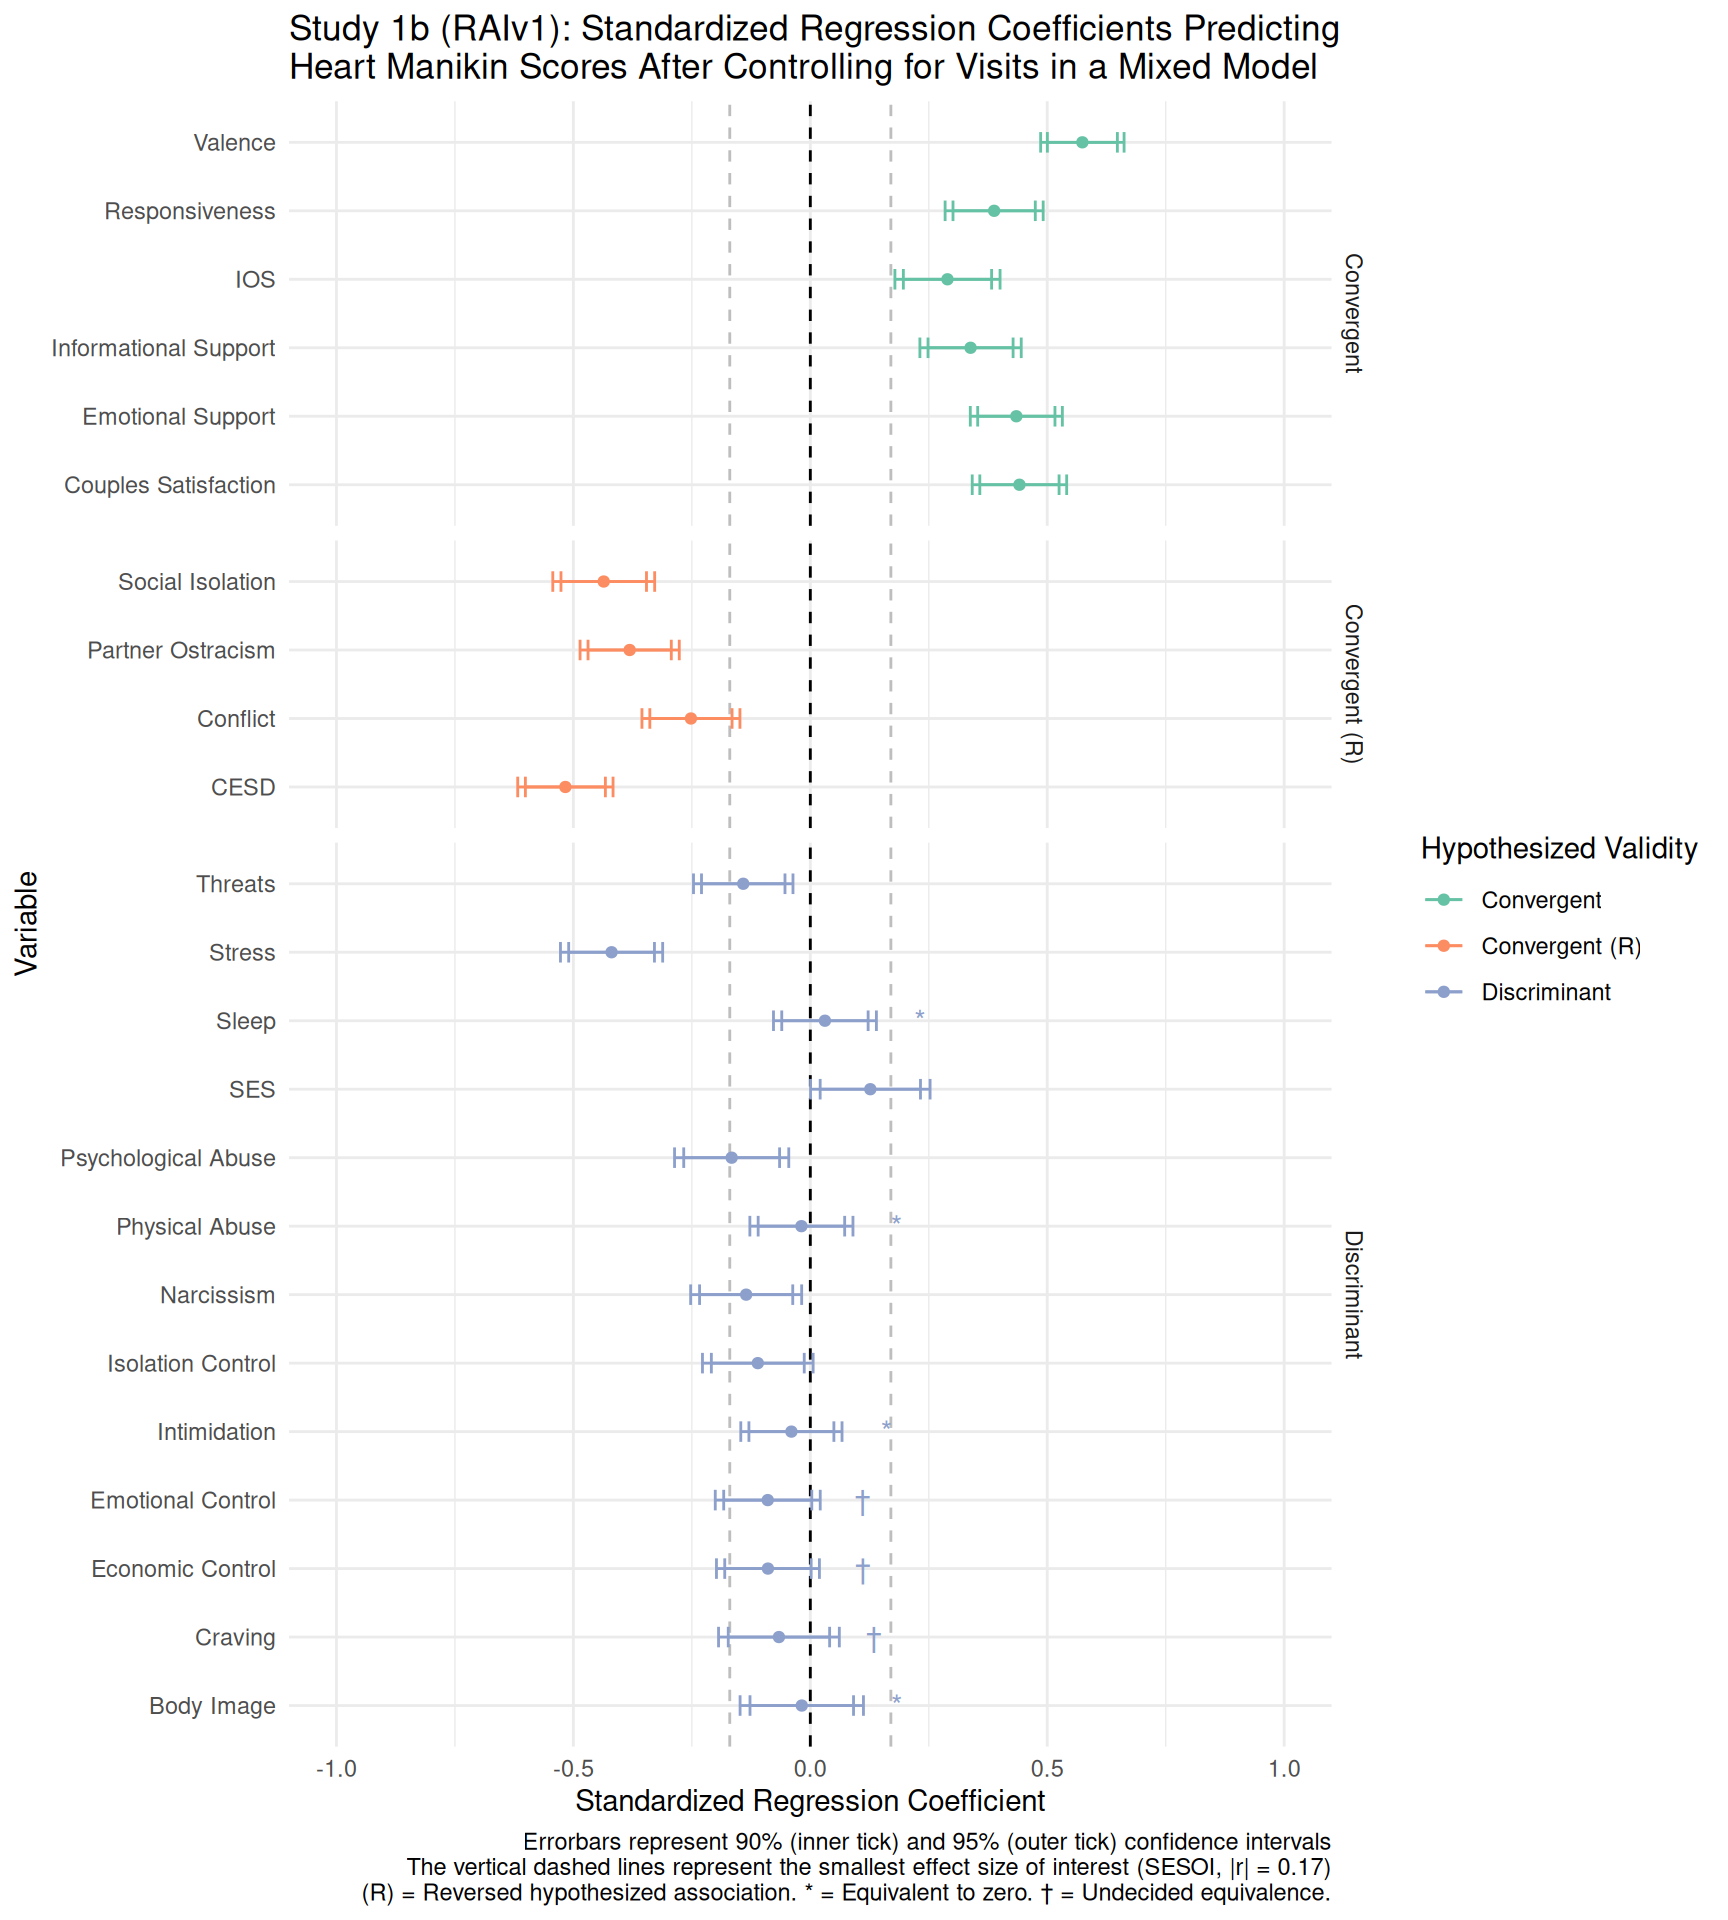 Study 1b (RAIv1): Standardized Regression Coefficients Predicting
Heart Manikin Scores After Controlling for Visits in a Mixed Model
Valence
Responsiveness
IOS
Informational Support
Emotional Support
Couples Satisfaction
Convergent
Social Isolation
Partner Ostracism
Conflict
CESD
Convergent (R)
Threats
Stress
Sleep
*
SES
Psychological Abuse
Physical Abuse
*
Narcissism
Isolation Control
Intimidation
*
Emotional Control
†
Economic Control
†
Craving
†
Body Image
*
Discriminant
Variable
-1.0
-0.5
0.0
0.5
1.0
Standardized Regression Coefficient
Hypothesized Validity
Convergent
Convergent (R)
Discriminant
Errorbars represent 90% (inner tick) and 95% (outer tick) confidence intervals
The vertical dashed lines represent the smallest effect size of interest (SESOI, |r| = 0.17)
(R) = Reversed hypothesized association. * = Equivalent to zero. † = Undecided equivalence.